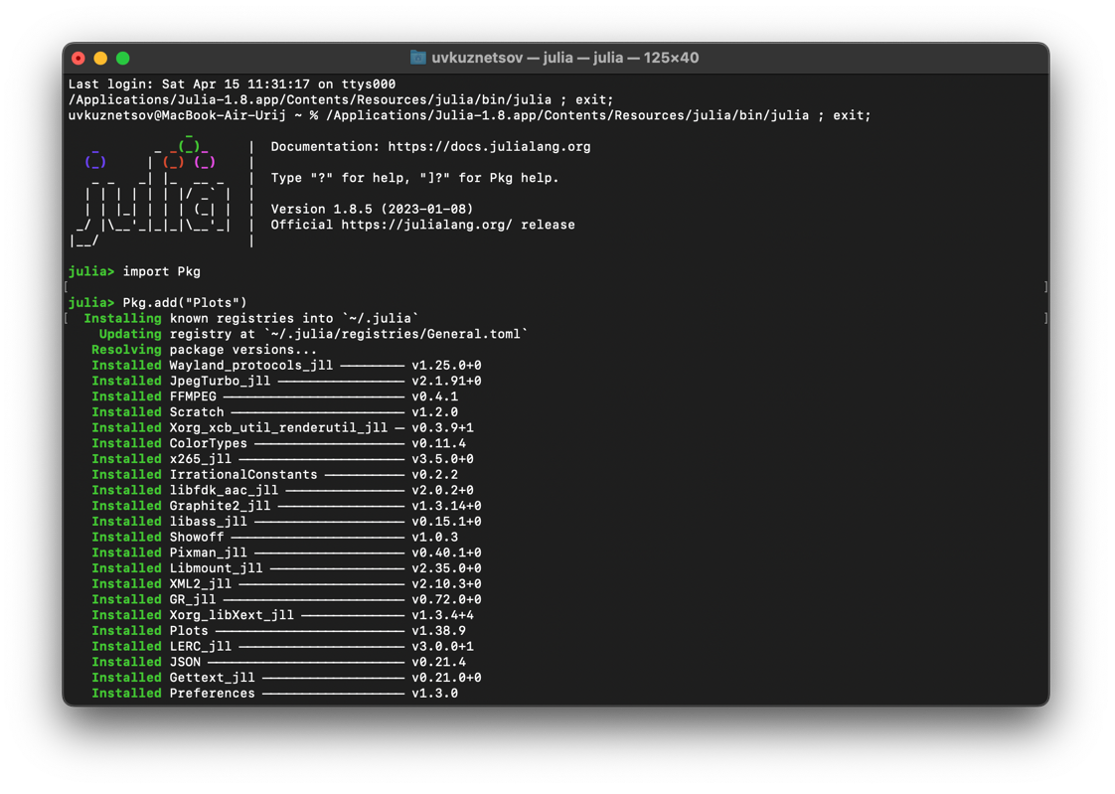 uvkuznetsov — julia — julia — 125×40
Last login: Sat Apr 15 11:31:17 on ttys000
/Applications/Julia-1.8.app/Contents/Resources/julia/bin/julia ; exit;
uvkuznetsov@MacBook-Air-Urij ~ % /Applications/Julia-1.8.app/Contents/Resources/julia/bin/julia ; exit;
               _
   _       _ _(_)_     |  Documentation: https://docs.julialang.org
  (_)     | (_) (_)    |
   _ _   _| |_  __ _   |  Type "?" for help, "]?" for Pkg help.
  | | | | | | |/ _` |  |
  | | |_| | | | (_| |  |  Version 1.8.5 (2023-01-08)
 _/ |\__'_|_|_|\__'_|  |  Official https://julialang.org/ release
|__/                   |
julia> import Pkg
[ ]
julia> Pkg.add("Plots")
[ Installing known registries into `~/.julia` ]
Updating registry at `~/.julia/registries/General.toml`
Resolving package versions...
Installed Wayland_protocols_jll ───────── v1.25.0+0
Installed JpegTurbo_jll ───────────────── v2.1.91+0
Installed FFMPEG ──────────────────────── v0.4.1
Installed Scratch ─────────────────────── v1.2.0
Installed Xorg_xcb_util_renderutil_jll ── v0.3.9+1
Installed ColorTypes ──────────────────── v0.11.4
Installed x265_jll ────────────────────── v3.5.0+0
Installed IrrationalConstants ─────────── v0.2.2
Installed libfdk_aac_jll ──────────────── v2.0.2+0
Installed Graphite2_jll ───────────────── v1.3.14+0
Installed libass_jll ──────────────────── v0.15.1+0
Installed Showoff ─────────────────────── v1.0.3
Installed Pixman_jll ──────────────────── v0.40.1+0
Installed Libmount_jll ────────────────── v2.35.0+0
Installed XML2_jll ────────────────────── v2.10.3+0
Installed GR_jll ──────────────────────── v0.72.0+0
Installed Xorg_libXext_jll ────────────── v1.3.4+4
Installed Plots ───────────────────────── v1.38.9
Installed LERC_jll ────────────────────── v3.0.0+1
Installed JSON ────────────────────────── v0.21.4
Installed Gettext_jll ─────────────────── v0.21.0+0
Installed Preferences ─────────────────── v1.3.0